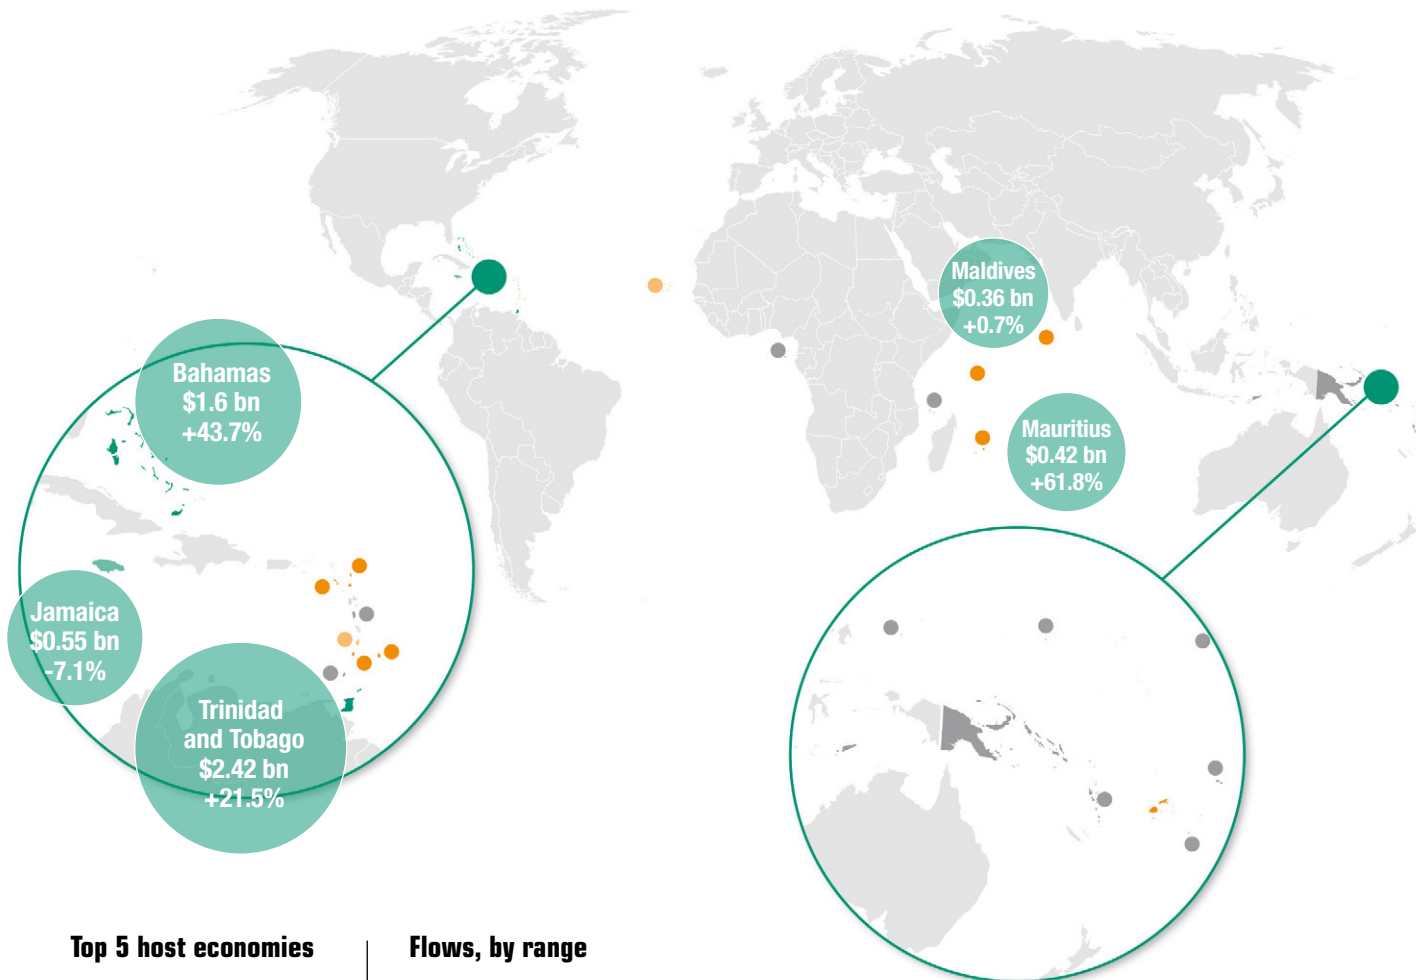 Maldives
$0.36 bn
+0.7%
Bahamas
$1.6 bn
+43.7%
Mauritius
$0.42 bn
+61.8%
Jamaica
$0.55 bn
-7.1%
Trinidad
and Tobago
$2.42 bn
+21.5%
Top 5 host economies
Flows, by range